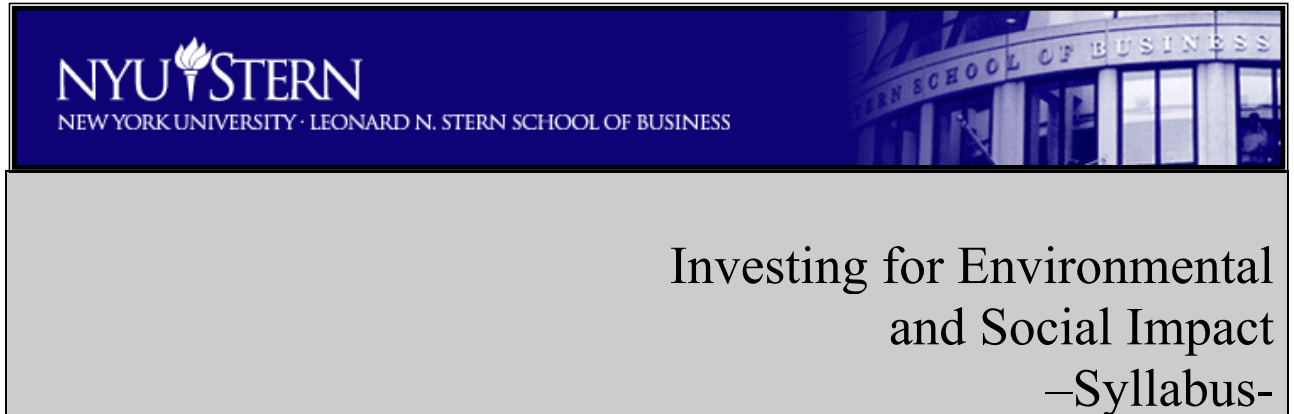 NYU STERN
NEW YORK UNIVERSITY · LEONARD N. STERN SCHOOL OF BUSINESS
STERN SCHOOL OF BUSINESS
Investing for Environmental
and Social Impact
–Syllabus-